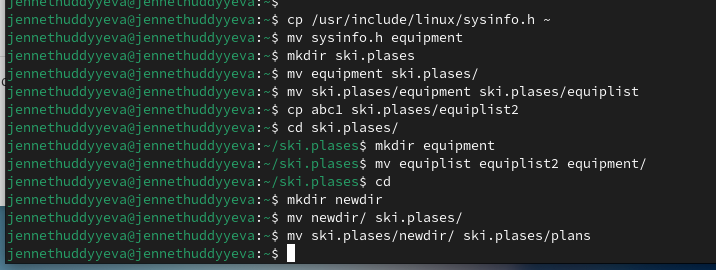 jennethuddyyeva@jennethuddyyeva:~$
jennethuddyyeva@jennethuddyyeva:~$ cp /usr/include/linux/sysinfo.h ~
jennethuddyyeva@jennethuddyyeva:~$ mv sysinfo.h equipment
jennethuddyyeva@jennethuddyyeva:~$ mkdir ski.plases
jennethuddyyeva@jennethuddyyeva:~$ mv equipment ski.plases/
jennethuddyyeva@jennethuddyyeva:~$ mv ski.plases/equipment ski.plases/equiplist
jennethuddyyeva@jennethuddyyeva:~$ cp abc1 ski.plases/equiplist2
jennethuddyyeva@jennethuddyyeva:~$ cd ski.plases/
jennethuddyyeva@jennethuddyyeva:~/ski.plases$ mkdir equipment
jennethuddyyeva@jennethuddyyeva:~/ski.plases$ mv equiplist equiplist2 equipment/
jennethuddyyeva@jennethuddyyeva:~/ski.plases$ cd
jennethuddyyeva@jennethuddyyeva:~$ mkdir newdir
jennethuddyyeva@jennethuddyyeva:~$ mv newdir/ ski.plases/
jennethuddyyeva@jennethuddyyeva:~$ mv ski.plases/newdir/ ski.plases/plans
jennethuddyyeva@jennethuddyyeva:~$